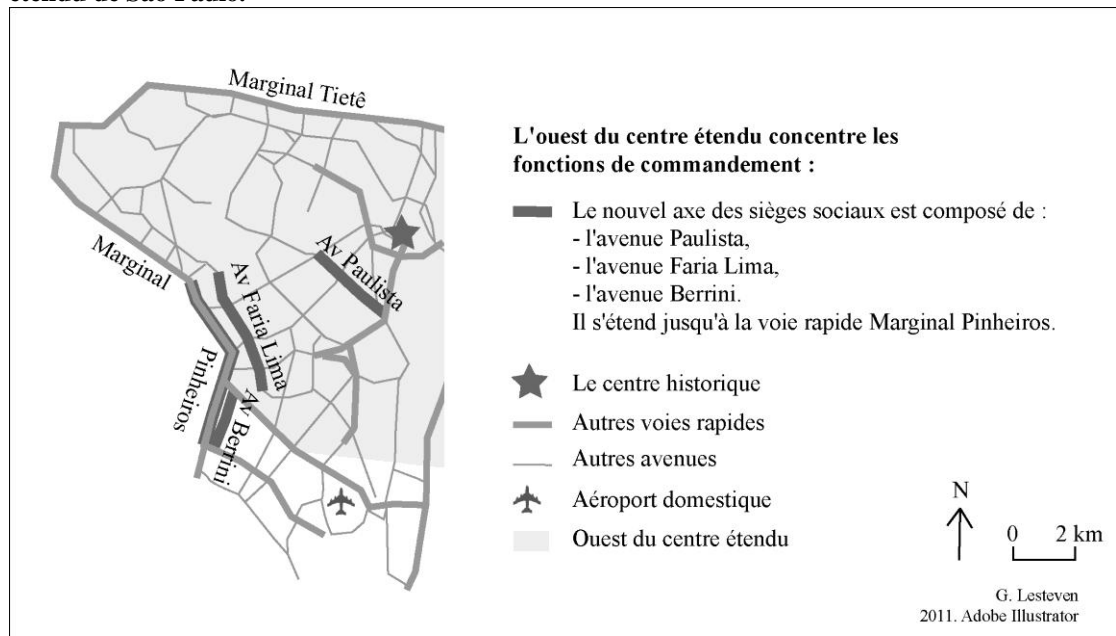 étendu de São Paulo.
Marginal Tietê
Marginal
Pinheiros
Av Faria Lima
Av Paulista
Av Berrini
L'ouest du centre étendu concentre les
fonctions de commandement :
Le nouvel axe des sièges sociaux est composé de :
- l'avenue Paulista,
- l'avenue Faria Lima,
- l'avenue Berrini.
Il s'étend jusqu'à la voie rapide Marginal Pinheiros.
Le centre historique
Autres voies rapides
Autres avenues
Aéroport domestique
Ouest du centre étendu
N
0 2 km
G. Lesteven
2011. Adobe Illustrator